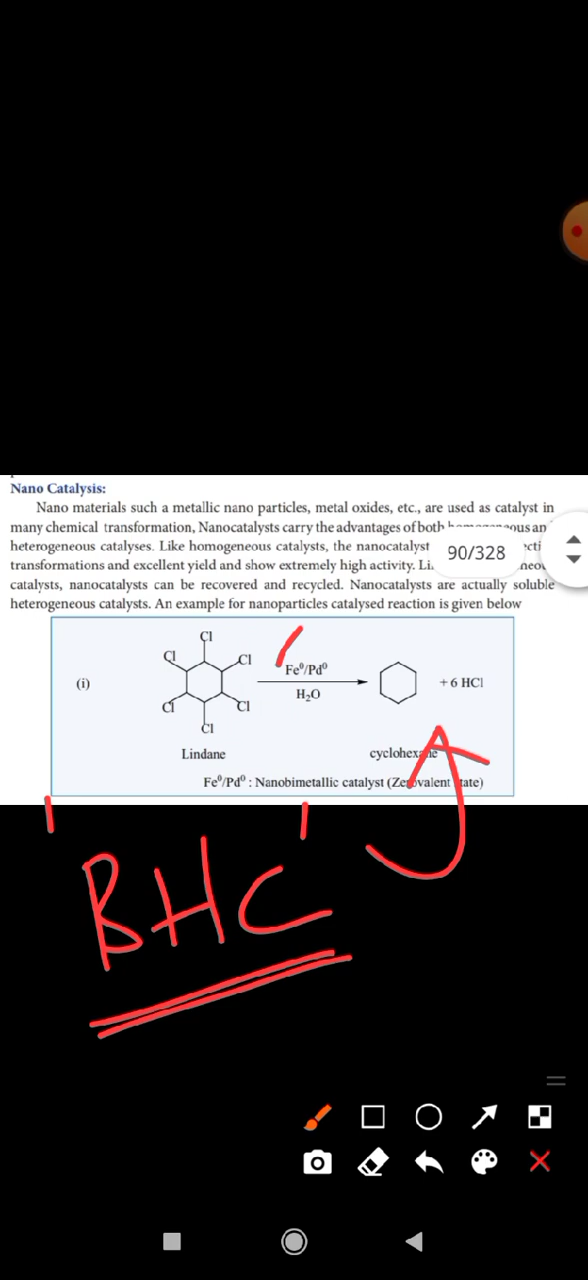 Nano Catalysis:
Nano materials such a metallic nano particles, metal oxides, etc., are used as catalyst in
many chemical transformation, Nanocatalysts carry the advantages of both
heterogeneous catalyses. Like homogeneous catalysts, the nanocatalyst
90/328
transformations and excellent yield and show extremely high activity.
catalysts, nanocatalysts can be recovered and recycled. Nanocatalysts are actually soluble
heterogeneous catalysts. An example for nanoparticles catalysed reaction is given below
Cl
Cl Cl
(i) Fe⁰/Pd⁰ + 6 HCl
H₂O
Cl Cl
Cl
Lindane cyclohexane
Fe⁰/Pd⁰ : Nanobimetallic catalyst (Zerovalent state)
'BHC'